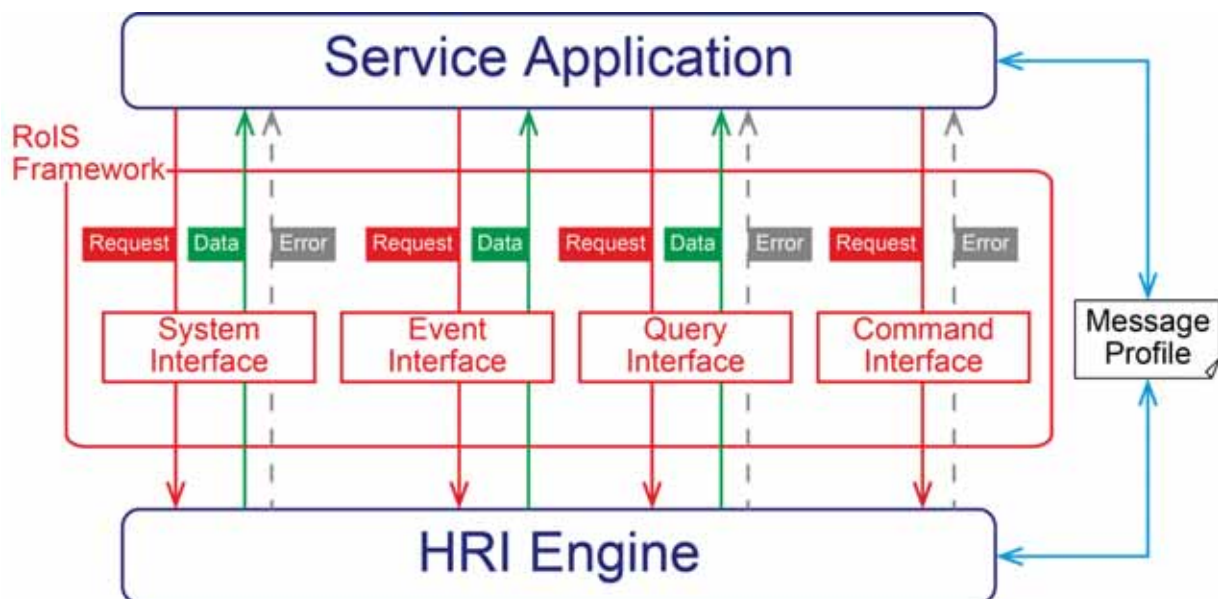 Service Application
RoIS
Framework
Request
Data
Error
Request
Data
Request
Data
Error
Request
Error
System
Interface
Event
Interface
Query
Interface
Command
Interface
Message
Profile
HRI Engine